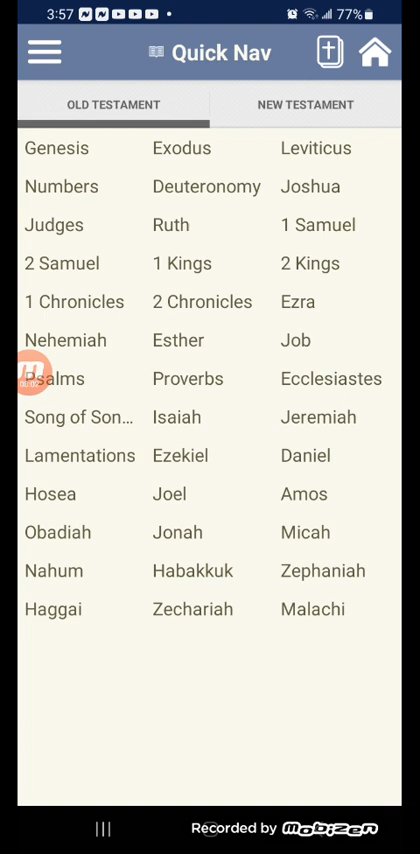 3:57 77%
Quick Nav
OLD TESTAMENT NEW TESTAMENT
Genesis Exodus Leviticus
Numbers Deuteronomy Joshua
Judges Ruth 1 Samuel
2 Samuel 1 Kings 2 Kings
1 Chronicles 2 Chronicles Ezra
Nehemiah Esther Job
Psalms Proverbs Ecclesiastes
00:02
Song of Son... Isaiah Jeremiah
Lamentations Ezekiel Daniel
Hosea Joel Amos
Obadiah Jonah Micah
Nahum Habakkuk Zephaniah
Haggai Zechariah Malachi
Recorded by mobizen